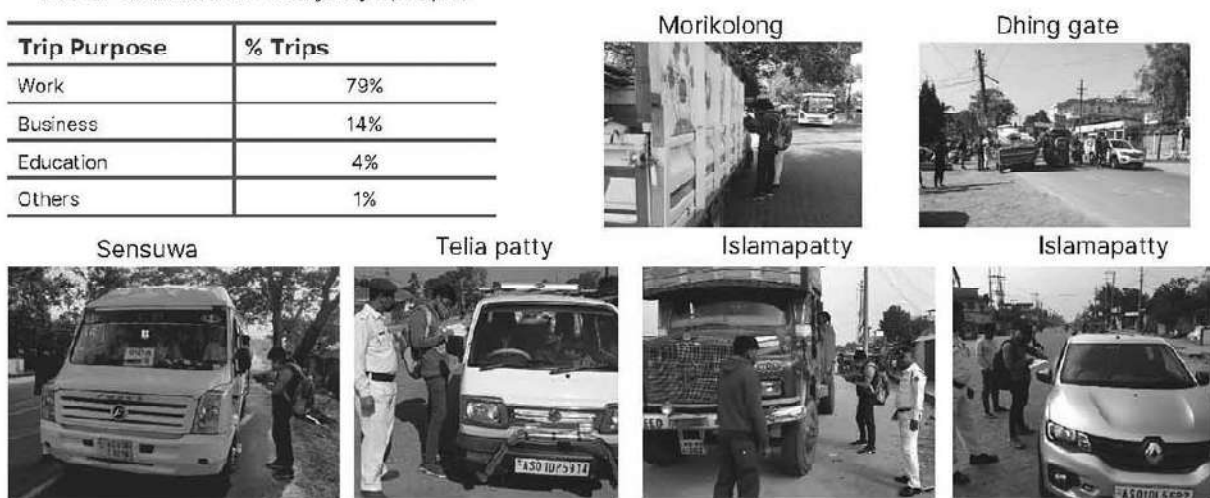 Trip Purpose % Trips
Work 79%
Business 14%
Education 4%
Others 1%
Morikolong
Dhing gate
Sensuwa
Telia patty
Islamapatty
Islamapatty